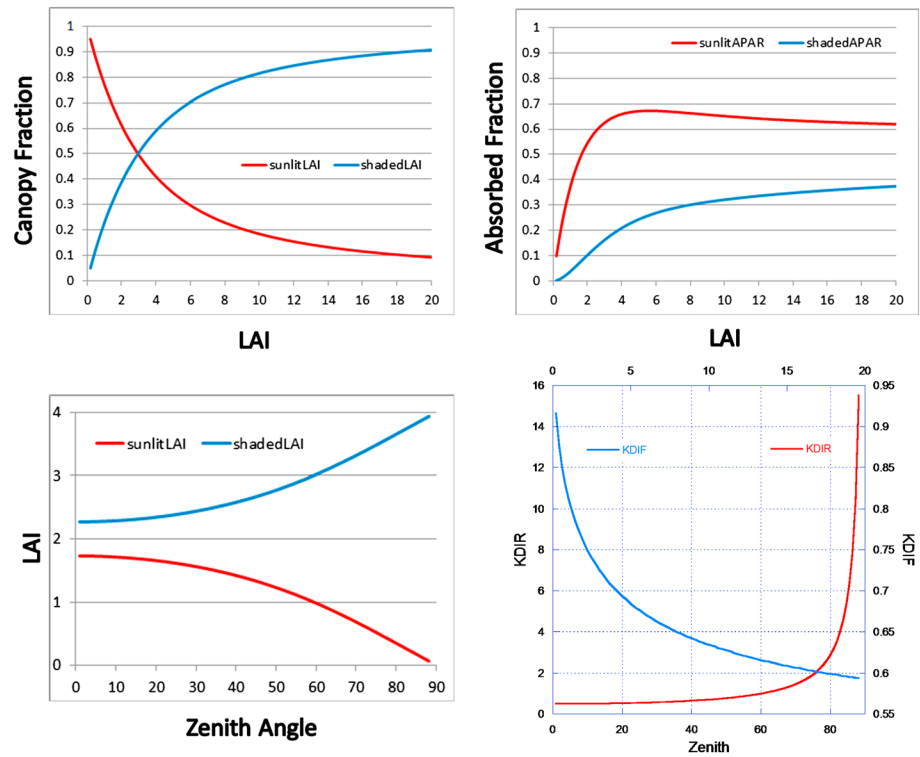 1
0.9
0.8
0.7
0.6
0.5
0.4
0.3
0.2
0.1
0
Canopy Fraction
sunlitLAI shadedLAI
0 2 4 6 8 10 12 14 16 18 20
LAI
1
0.9
0.8
0.7
0.6
0.5
0.4
0.3
0.2
0.1
0
Absorbed Fraction
sunlitAPAR shadedAPAR
0 2 4 6 8 10 12 14 16 18 20
LAI
4
3
2
1
0
LAI
sunlitLAI shadedLAI
0 10 20 30 40 50 60 70 80 90
Zenith Angle
0 5 10 15 20
16
14
12
10
8
6
4
2
0
KDIR
KDIF KDIR
0.95
0.9
0.85
0.8
0.75
0.7
0.65
0.6
0.55
KDIF
0 20 40 60 80
Zenith